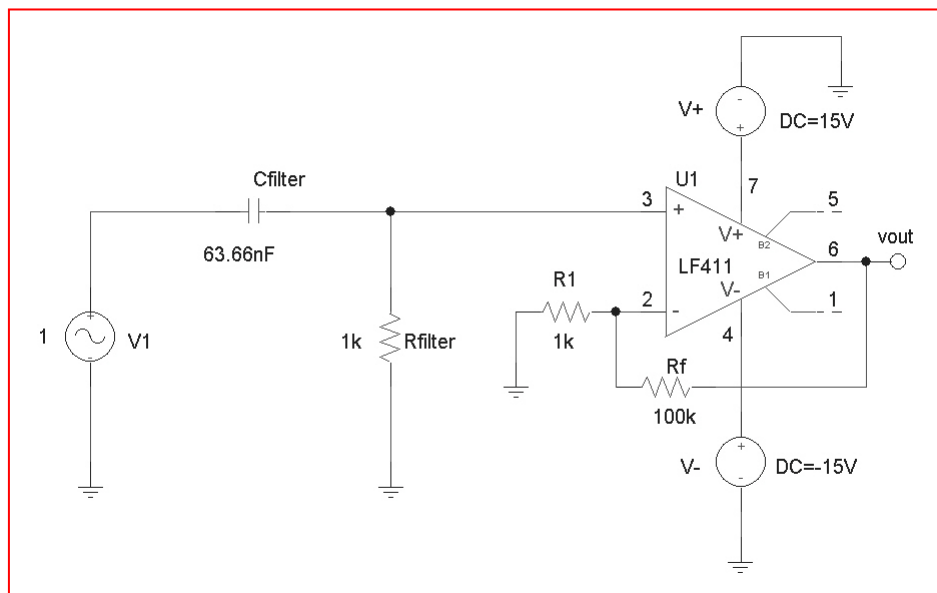 V+
DC=15V
Cfilter
U1
7
5
3
+
V+
B2
6
vout
63.66nF
LF411
R1
B1
2
-
V-
1
1
V1
1k
Rfilter
1k
4
Rf
100k
V-
DC=-15V